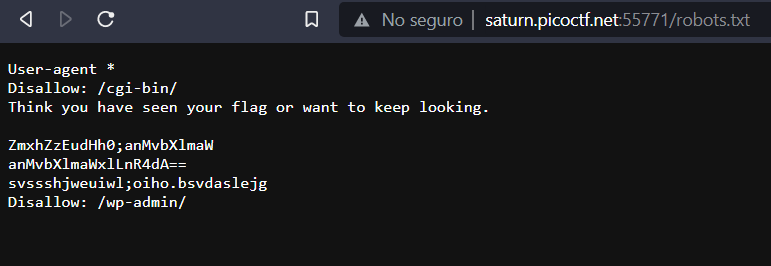 No seguro saturn.picoctf.net:55771/robots.txt
User-agent *
Disallow: /cgi-bin/
Think you have seen your flag or want to keep looking.
ZmxhZzEudHh0;anMvbXlmaW
anMvbXlmaWxlLnR4dA==
svssshjweuiwl;oiho.bsvdaslejg
Disallow: /wp-admin/